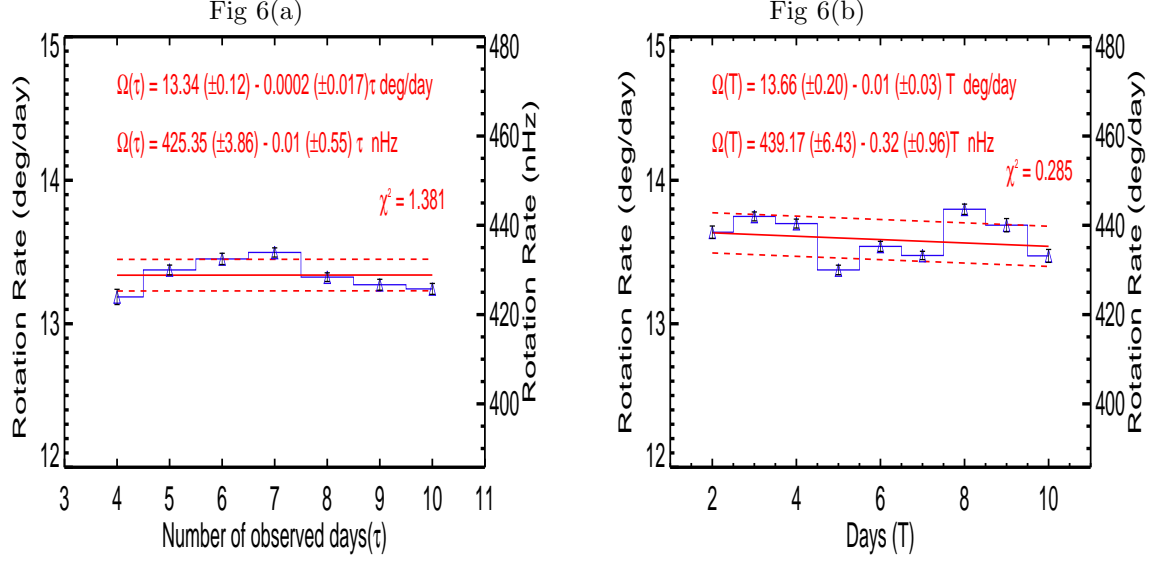 Fig 6(a)
Ω(τ) = 13.34 (±0.12) - 0.0002 (±0.017)τ deg/day
Ω(τ) = 425.35 (±3.86) - 0.01 (±0.55) τ nHz
χ² = 1.381
Rotation Rate (deg/day)
15
14
13
12
Rotation Rate (nHz)
480
460
440
420
400
3 4 5 6 7 8 9 10 11
Number of observed days(τ)
Fig 6(b)
Ω(T) = 13.66 (±0.20) - 0.01 (±0.03) T deg/day
Ω(T) = 439.17 (±6.43) - 0.32 (±0.96)T nHz
χ² = 0.285
Rotation Rate (deg/day)
15
14
13
12
Rotation Rate (deg/day)
480
460
440
420
400
2 4 6 8 10
Days (T)